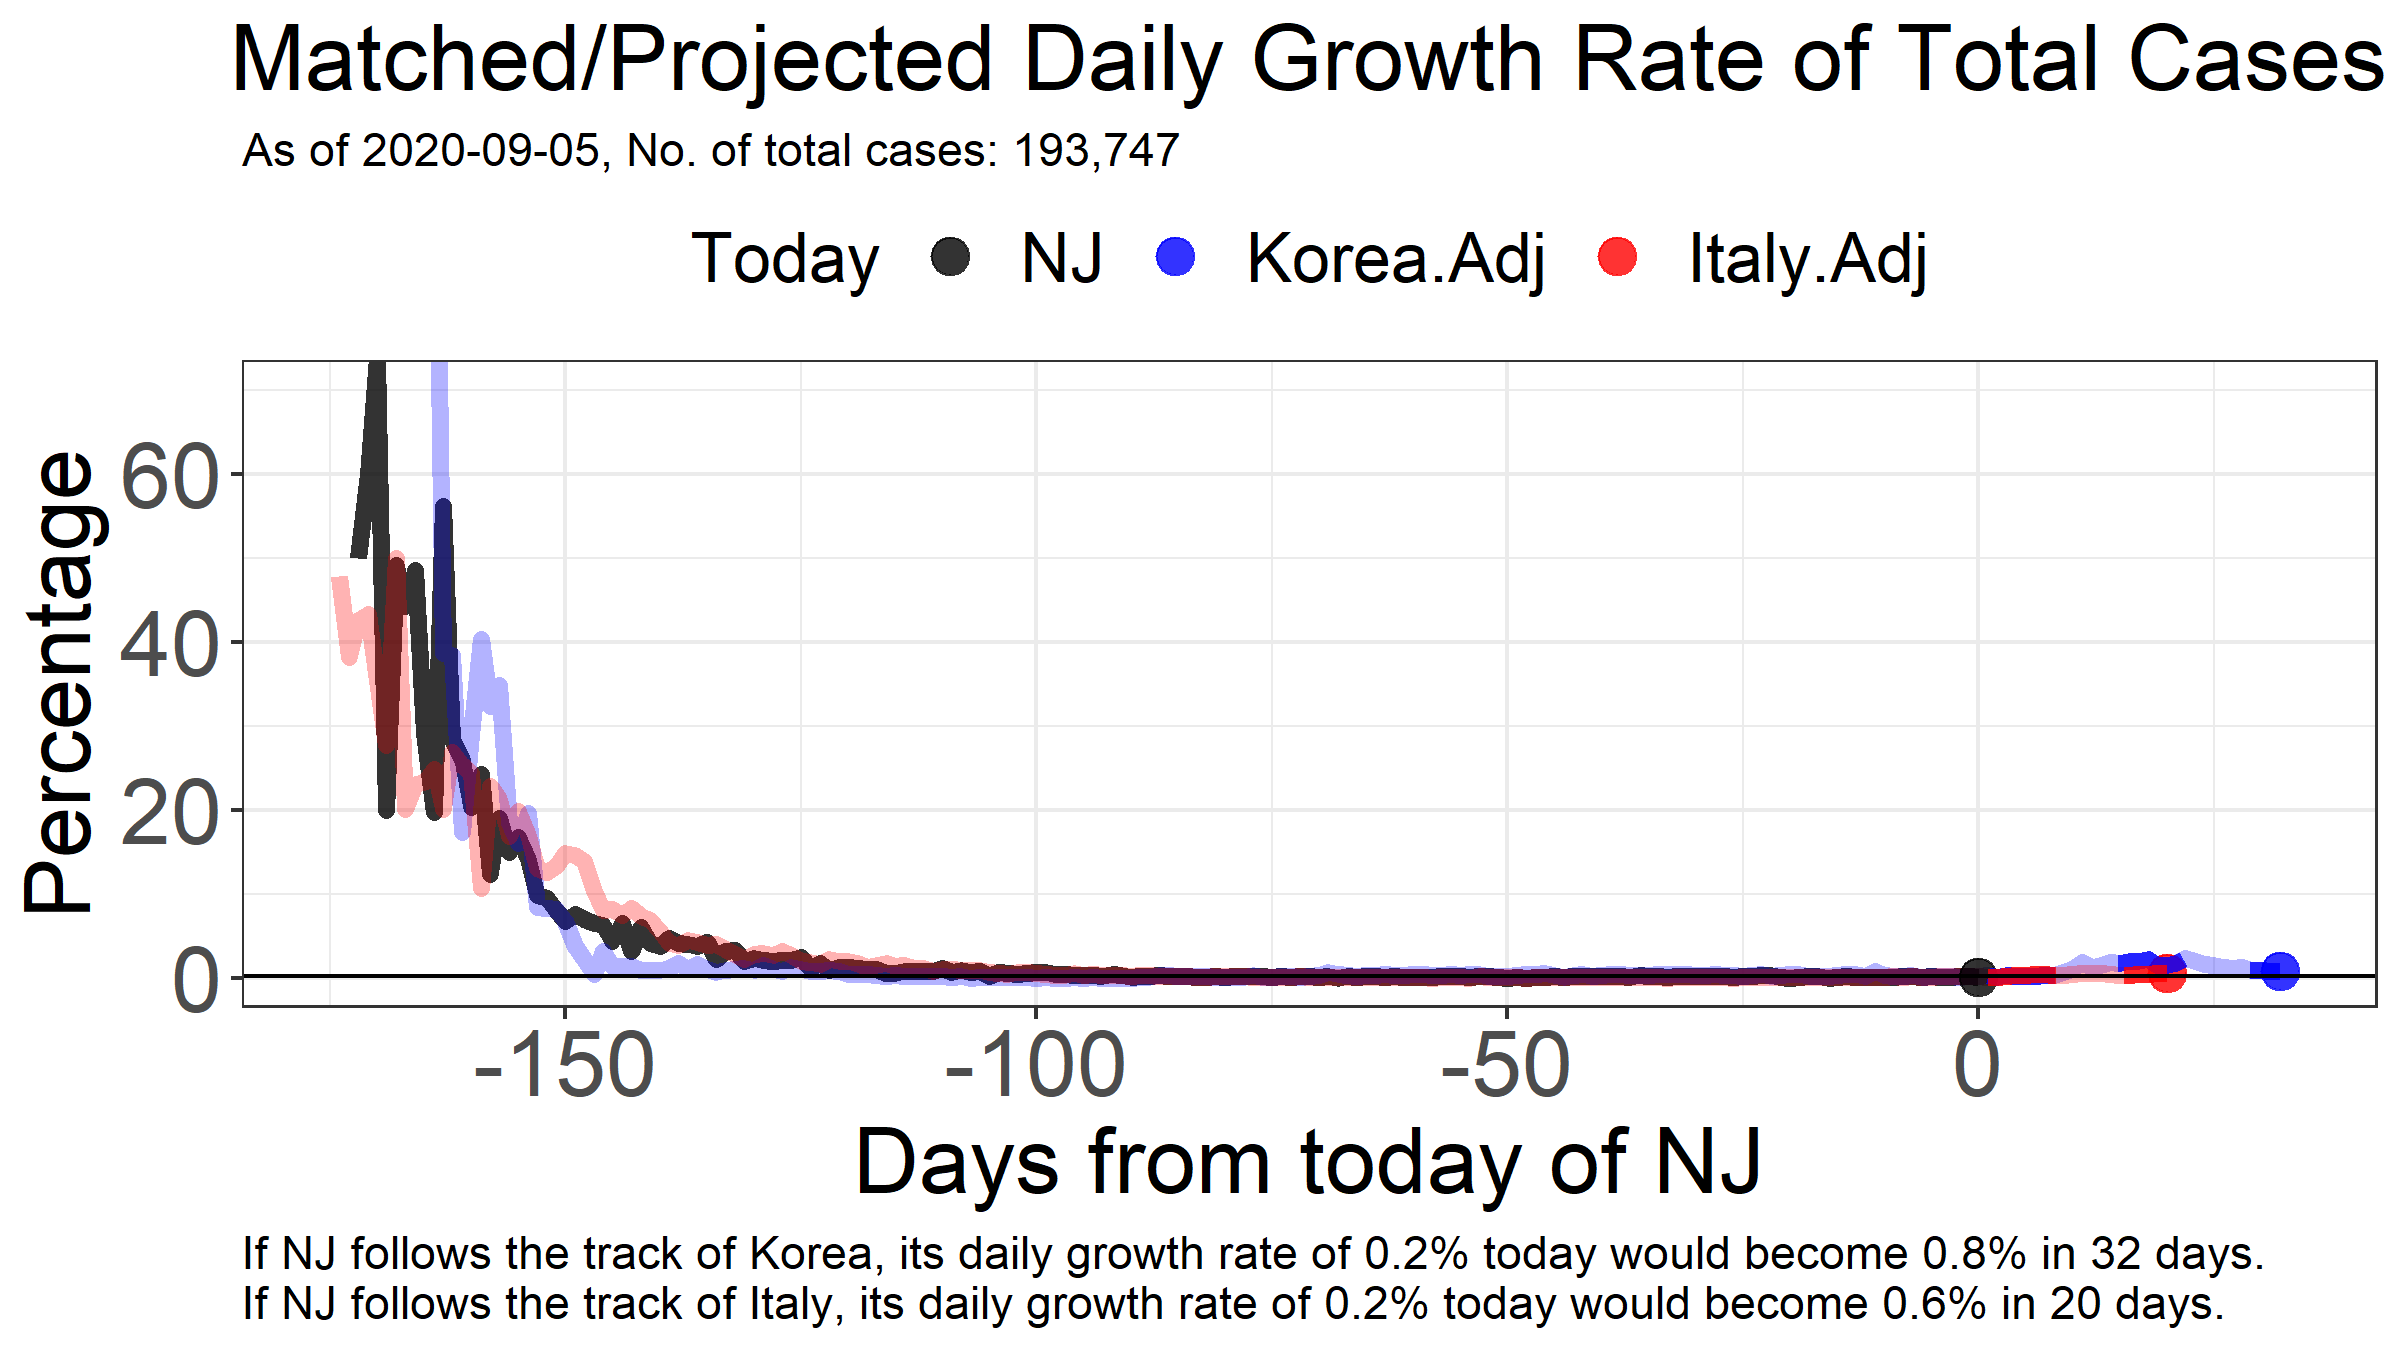 Matched/Projected Daily Growth Rate of Total Cases
As of 2020-09-05, No. of total cases: 193,747
Today NJ Korea.Adj Italy.Adj
Percentage
60
40
20
0
-150 -100 -50 0
Days from today of NJ
If NJ follows the track of Korea, its daily growth rate of 0.2% today would become 0.8% in 32 days.
If NJ follows the track of Italy, its daily growth rate of 0.2% today would become 0.6% in 20 days.